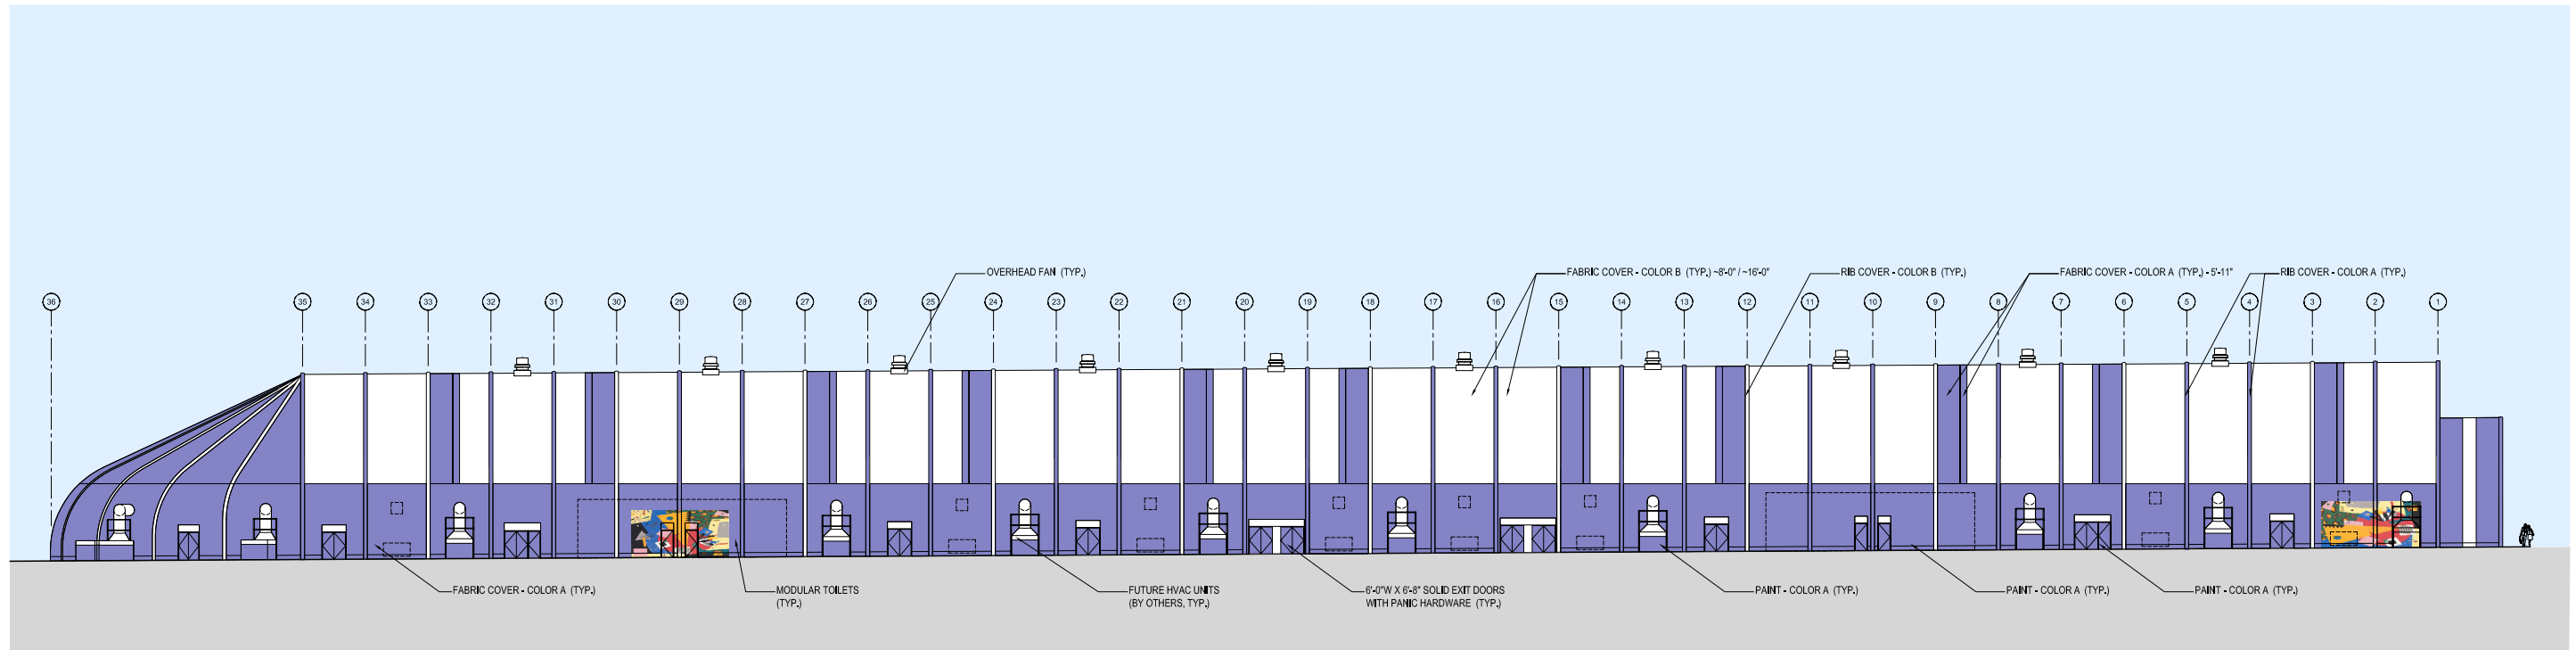 OVERHEAD FAN (TYP.)
FABRIC COVER - COLOR B (TYP.) ~8'-0" / ~16'-0"
RIB COVER - COLOR B (TYP.)
FABRIC COVER - COLOR A (TYP.) - 5'-11"
RIB COVER - COLOR A (TYP.)
36 35 34 33 32 31 30 29 28 27 26 25 24 23 22 21 20 19 18 17 16 15 14 13 12 11 10 9 8 7 6 5 4 3 2 1
FABRIC COVER - COLOR A (TYP.)
MODULAR TOILETS
(TYP.)
FUTURE HVAC UNITS
(BY OTHERS, TYP.)
6'-0"W X 6'-8" SOLID EXIT DOORS
WITH PANIC HARDWARE (TYP.)
PAINT - COLOR A (TYP.)
PAINT - COLOR A (TYP.)
PAINT - COLOR A (TYP.)